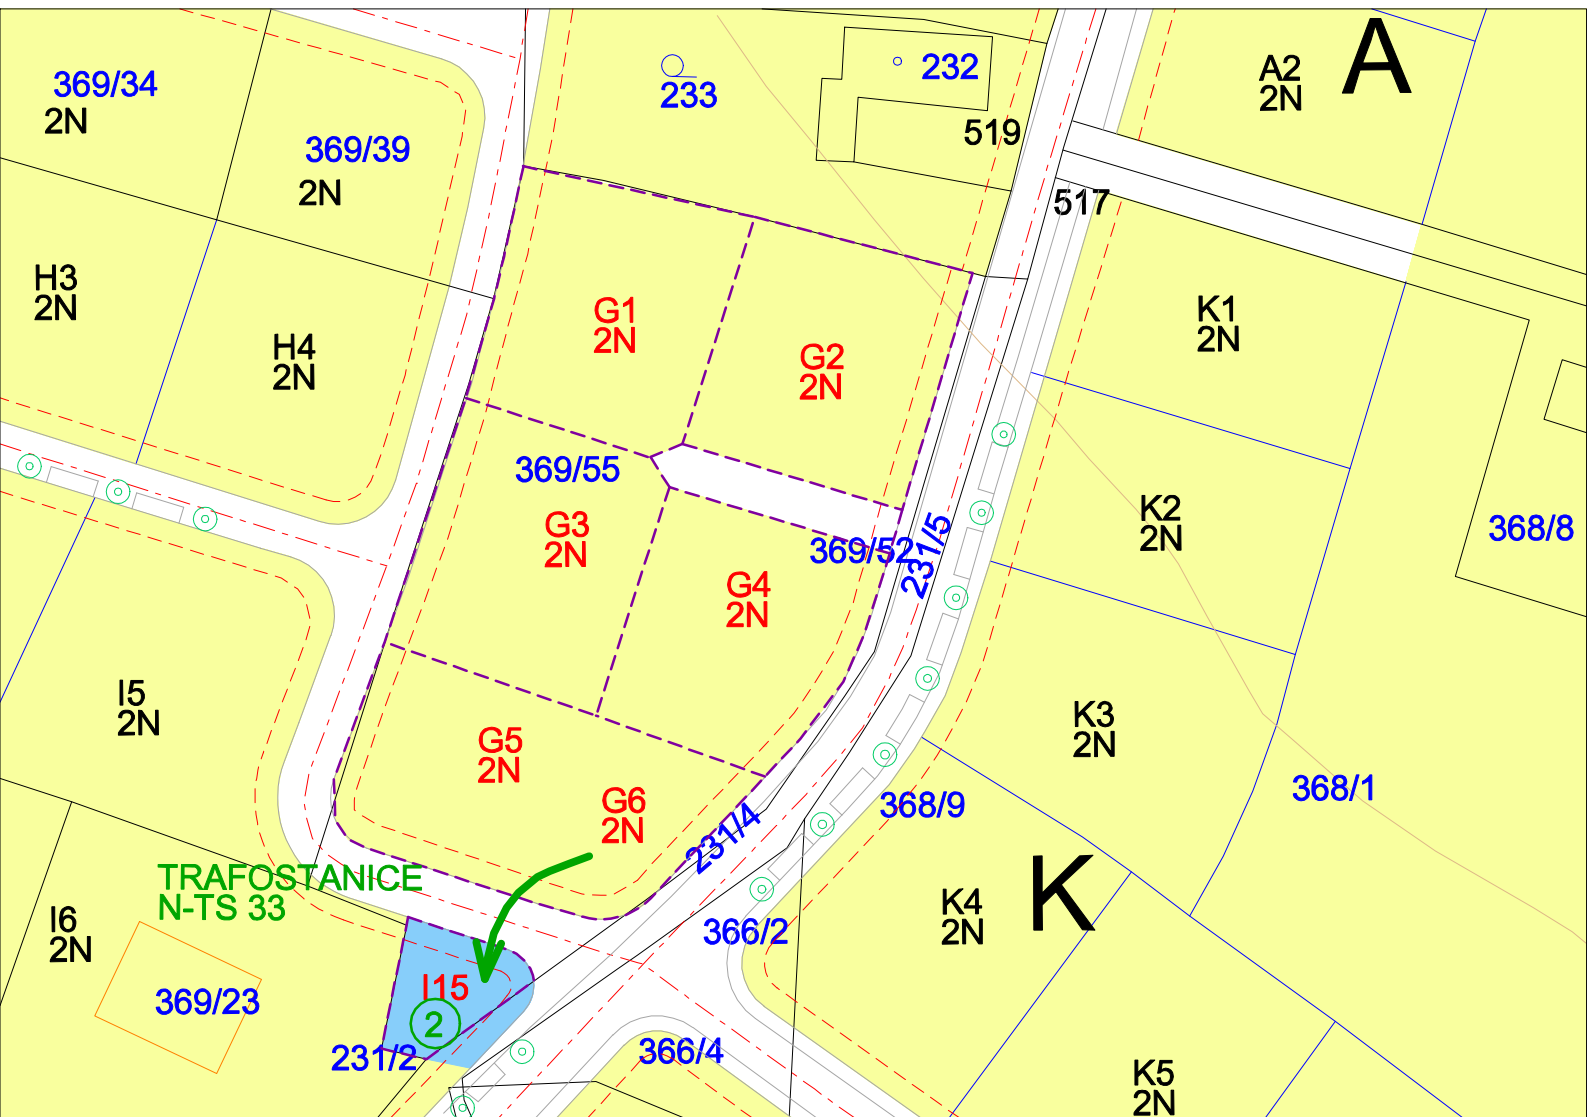 A
A2
2N
232
369/34
2N
233
519
369/39
2N
517
H3
2N
G1
2N
K1
2N
H4
2N
G2
2N
369/55
K2
2N
368/8
G3
2N
369/52
231/5
G4
2N
I5
2N
K3
2N
G5
2N
368/1
G6
2N
231/4
368/9
TRAFOSTANICE
N-TS 33
K
K4
2N
I6
2N
366/2
I15
369/23
2
231/2
366/4
K5
2N